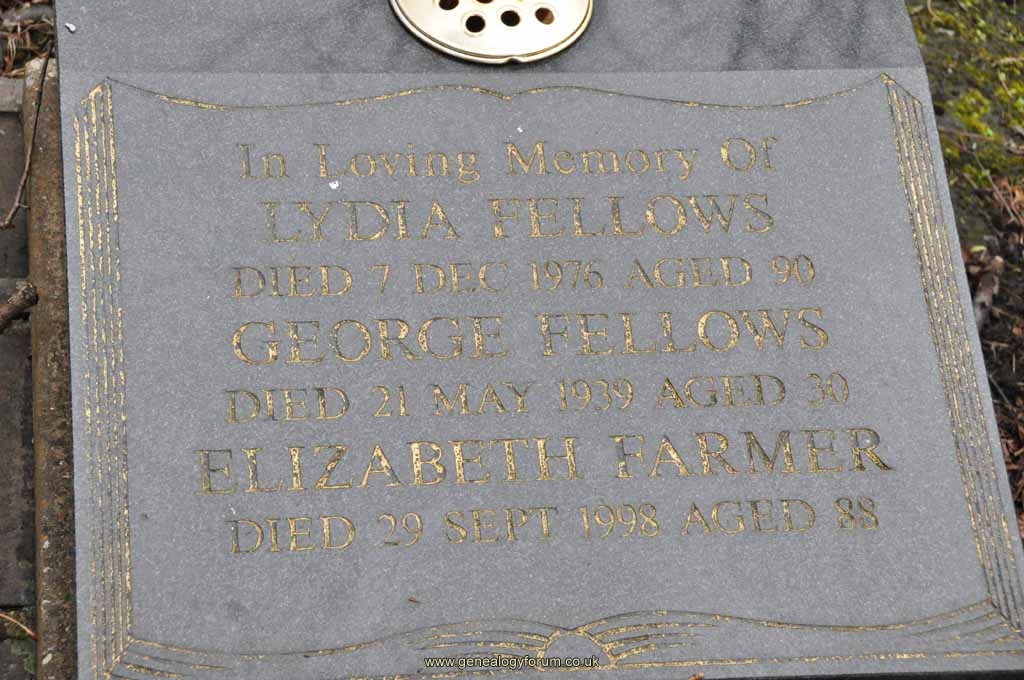 In Loving Memory Of
LYDIA FELLOWS
DIED 7 DEC 1976 AGED 90
GEORGE FELLOWS
DIED 21 MAY 1939 AGED 30
ELIZABETH FARMER
DIED 29 SEPT 1998 AGED 88
www.genealogyforum.co.uk